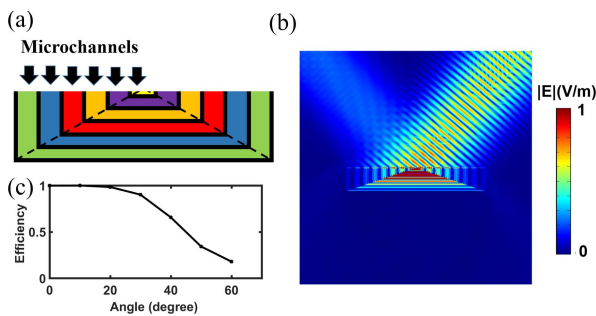 (a)
Microchannels
(b)
|E|(V/m)
1
0
(c)
1
0.5
0
Efficiency
0 20 40 60
Angle (degree)